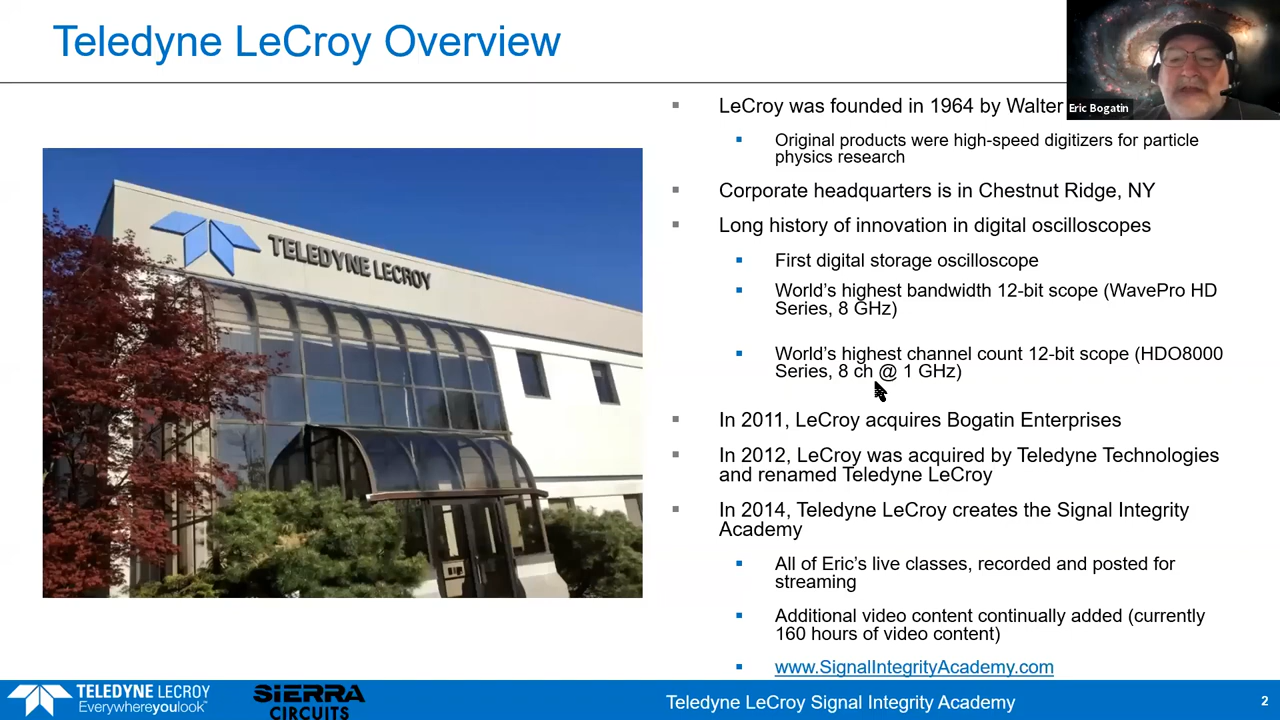 Teledyne LeCroy Overview
Eric Bogatin
LeCroy was founded in 1964 by Walter
Original products were high-speed digitizers for particle
physics research
Corporate headquarters is in Chestnut Ridge, NY
Long history of innovation in digital oscilloscopes
First digital storage oscilloscope
World’s highest bandwidth 12-bit scope (WavePro HD
Series, 8 GHz)
World’s highest channel count 12-bit scope (HDO8000
Series, 8 ch @ 1 GHz)
In 2011, LeCroy acquires Bogatin Enterprises
In 2012, LeCroy was acquired by Teledyne Technologies
and renamed Teledyne LeCroy
In 2014, Teledyne LeCroy creates the Signal Integrity
Academy
All of Eric’s live classes, recorded and posted for
streaming
Additional video content continually added (currently
160 hours of video content)
www.SignalIntegrityAcademy.com
TELEDYNE LECROY
TELEDYNE LECROY
Everywhereyoulook
SIERRA
CIRCUITS
Teledyne LeCroy Signal Integrity Academy
2